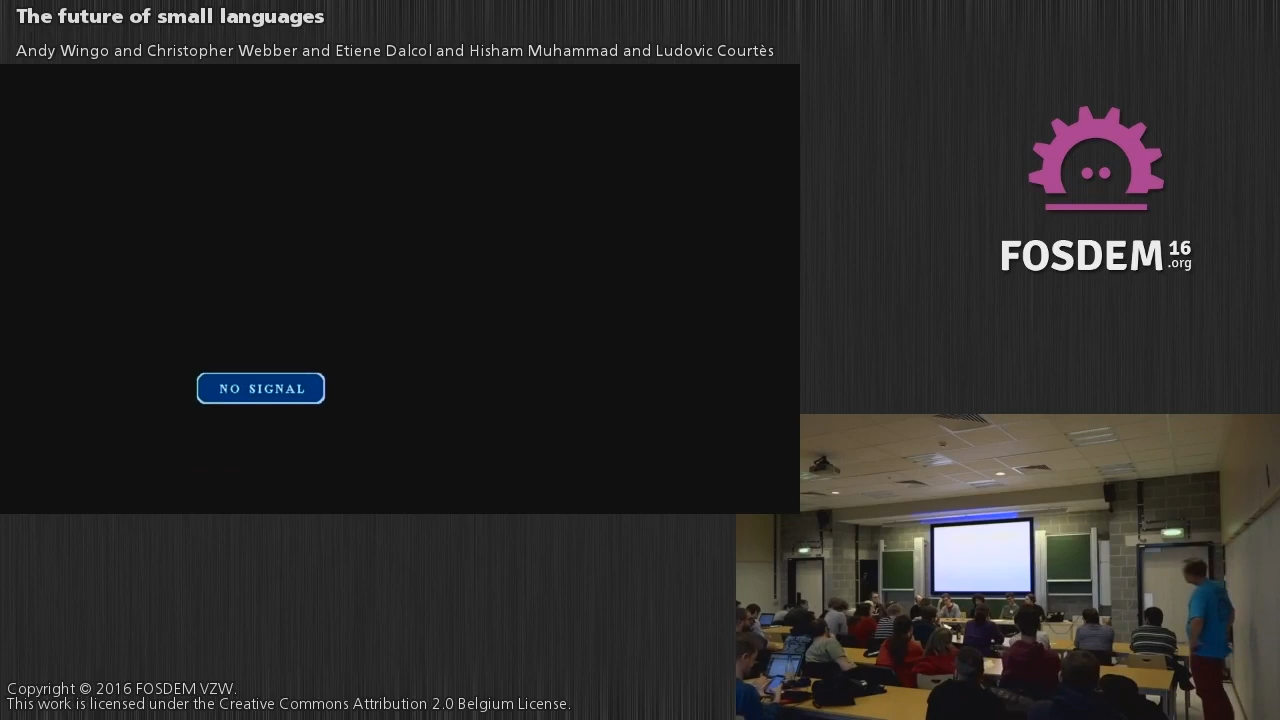 The future of small languages
Andy Wingo and Christopher Webber and Etiene Dalcol and Hisham Muhammad and Ludovic Courtès
NO SIGNAL
FOSDEM 16
.org
Copyright © 2016 FOSDEM VZW.
This work is licensed under the Creative Commons Attribution 2.0 Belgium License.